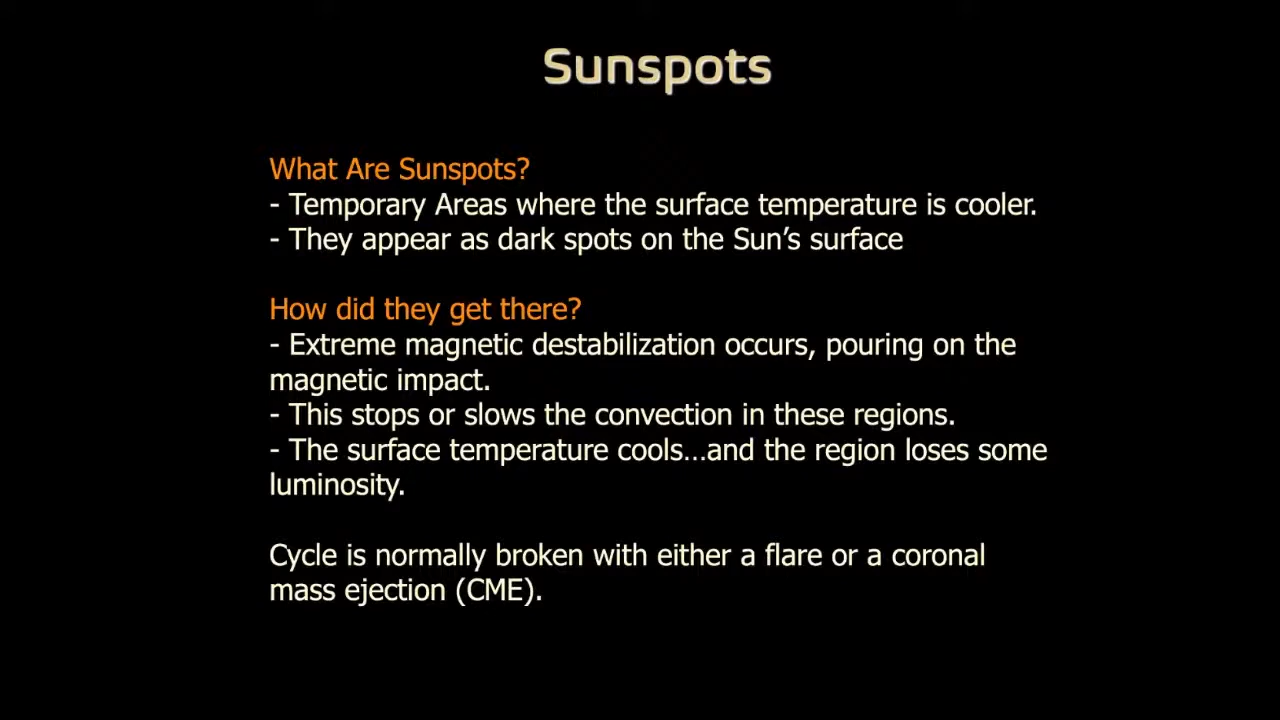 Sunspots
What Are Sunspots?
- Temporary Areas where the surface temperature is cooler.
- They appear as dark spots on the Sun’s surface
How did they get there?
- Extreme magnetic destabilization occurs, pouring on the
magnetic impact.
- This stops or slows the convection in these regions.
- The surface temperature cools...and the region loses some
luminosity.
Cycle is normally broken with either a flare or a coronal
mass ejection (CME).